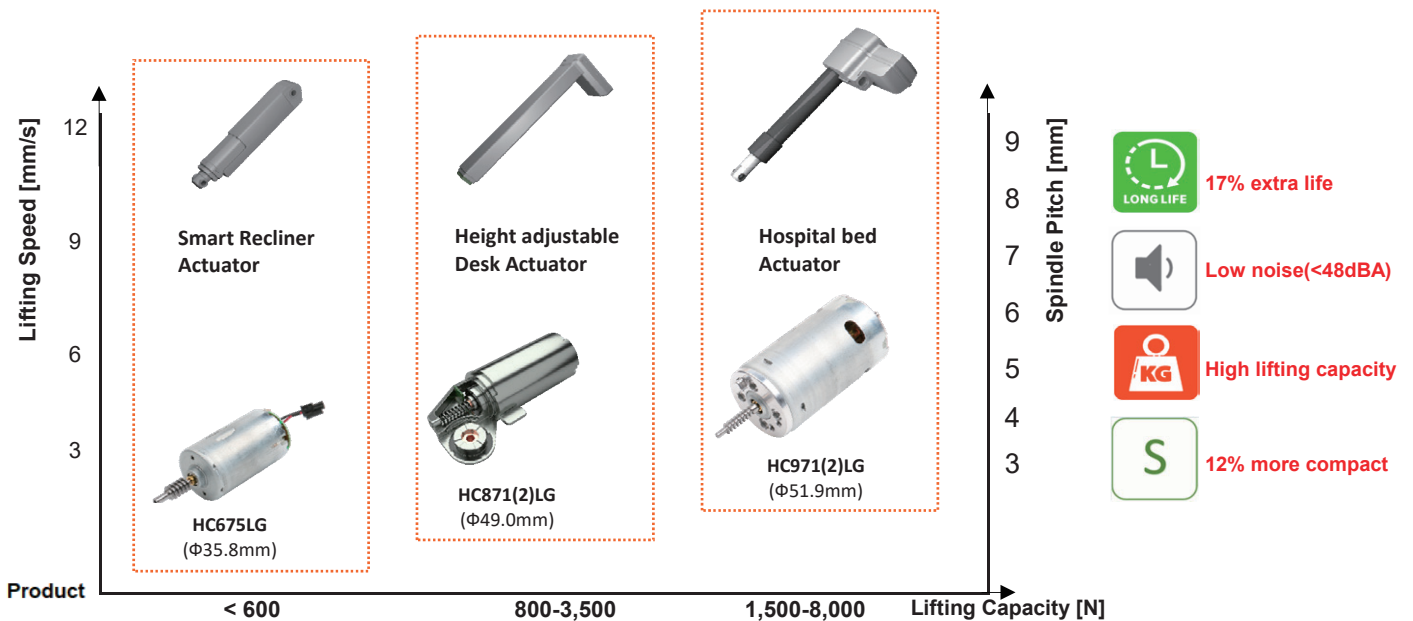 Lifting Speed [mm/s]
12
9
6
3
Smart Recliner
Actuator
HC675LG
(Φ35.8mm)
Height adjustable
Desk Actuator
HC871(2)LG
(Φ49.0mm)
Hospital bed
Actuator
HC971(2)LG
(Φ51.9mm)
9
8
7
6
5
4
3
Spindle Pitch [mm]
LONG LIFE
17% extra life
Low noise(<48dBA)
KG
High lifting capacity
S
12% more compact
Product
< 600
800-3,500
1,500-8,000
Lifting Capacity [N]